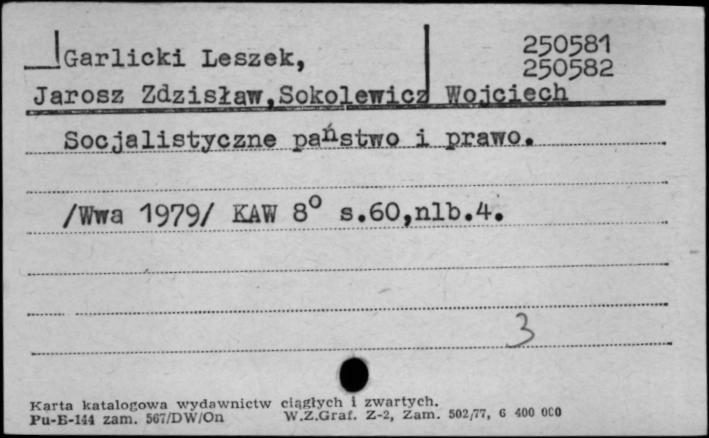 Garlicki Leszek,
250581
250582
Jarosz Zdzisław,Sokolewicz Wojciech
Socjalistyczne państwo i prawo.
/Wwa 1979/ KAW 8° s.60,nlb.4.
3
Karta katalogowa wydawnictw ciągłych i zwartych.
Pu-B-144 zam. 567/DW/On W.Z.Graf. Z-2, Zam. 502/77, 6 400 000